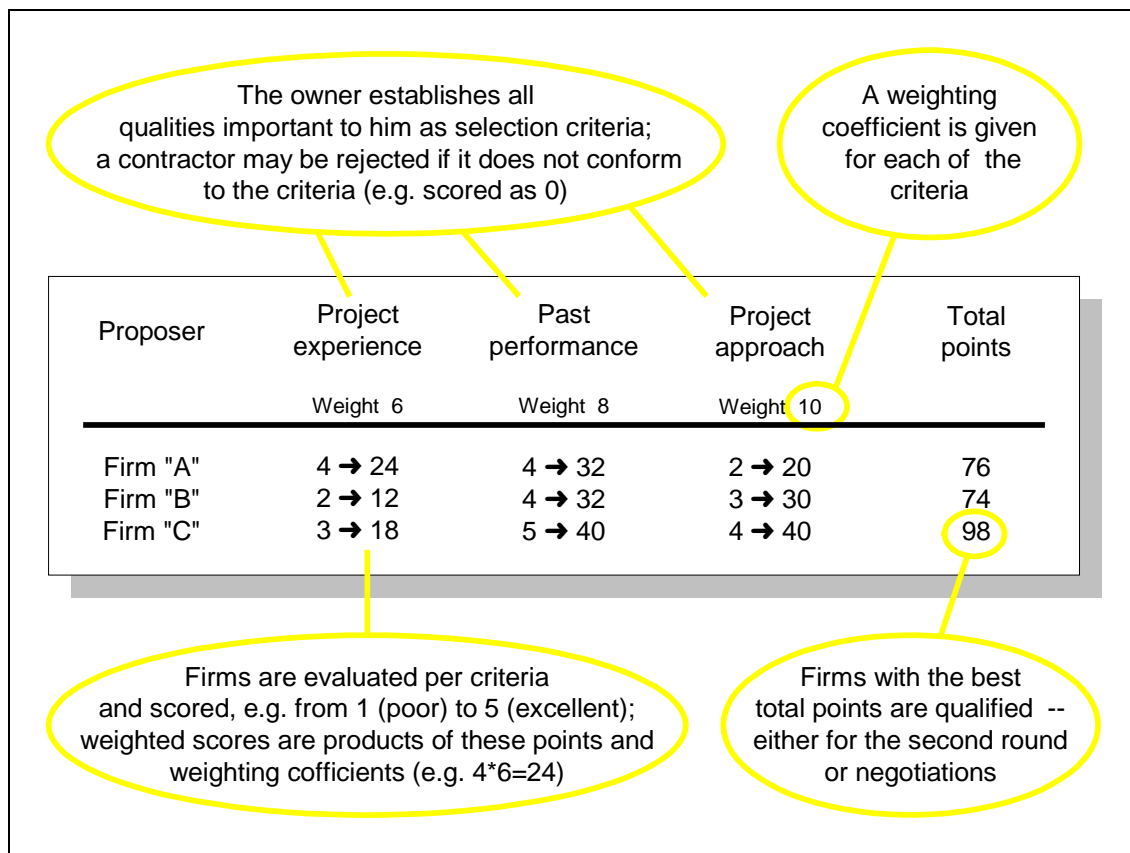 The owner establishes all
qualities important to him as selection criteria;
a contractor may be rejected if it does not conform
to the criteria (e.g. scored as 0)
A weighting
coefficient is given
for each of the
criteria
Proposer Project experience Past performance Project approach Total points
Weight 6 Weight 8 Weight 10
Firm "A" 4 ➔ 24 4 ➔ 32 2 ➔ 20 76
Firm "B" 2 ➔ 12 4 ➔ 32 3 ➔ 30 74
Firm "C" 3 ➔ 18 5 ➔ 40 4 ➔ 40 98
Firms are evaluated per criteria
and scored, e.g. from 1 (poor) to 5 (excellent);
weighted scores are products of these points and
weighting cofficients (e.g. 4*6=24)
Firms with the best
total points are qualified --
either for the second round
or negotiations